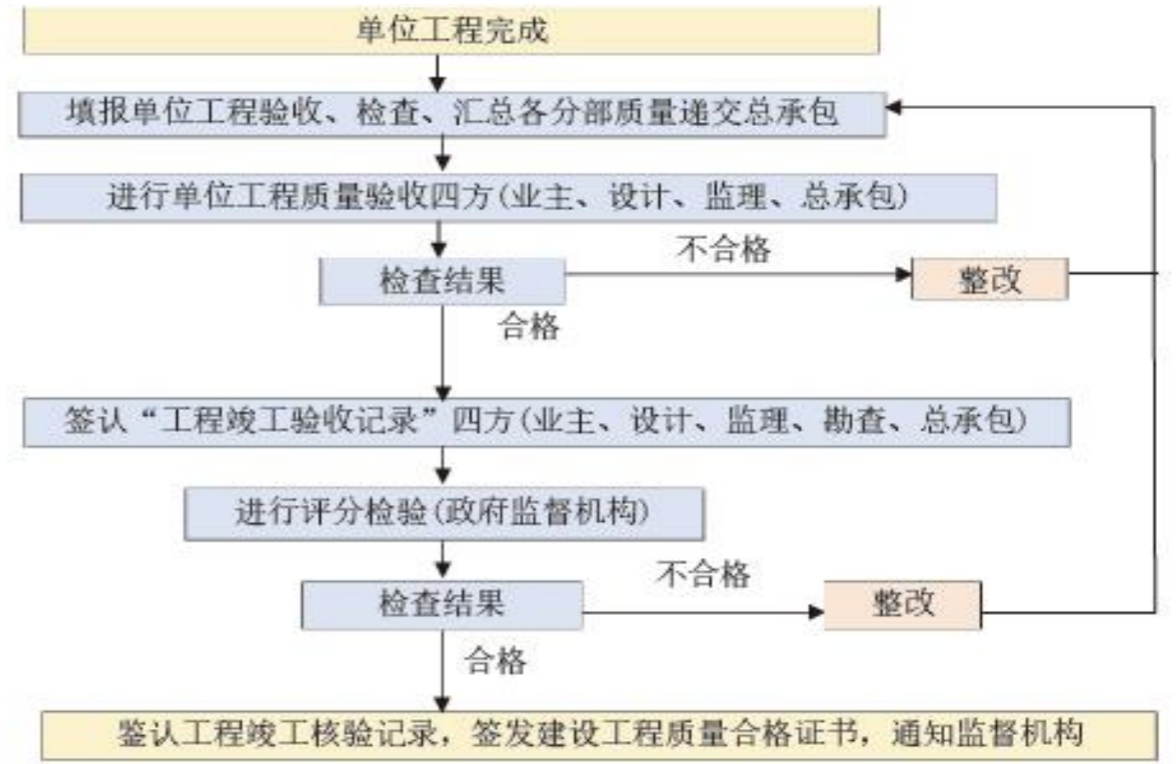 单位工程完成
填报单位工程验收、检查、汇总各分部质量递交总承包
进行单位工程质量验收四方(业主、设计、监理、总承包)
不合格
检查结果
整改
合格
签认“工程竣工验收记录”四方(业主、设计、监理、勘查、总承包)
进行评分检验(政府监督机构)
不合格
检查结果
整改
合格
鉴认工程竣工核验记录，签发建设工程质量合格证书，通知监督机构